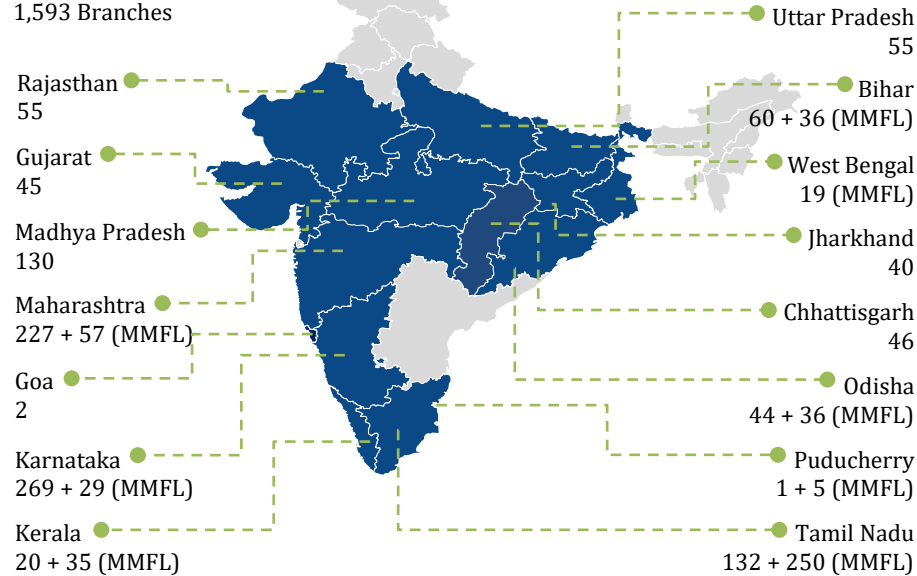 1,593 Branches
Rajasthan
55
Gujarat
45
Madhya Pradesh
130
Maharashtra
227 + 57 (MMFL)
Goa
2
Karnataka
269 + 29 (MMFL)
Kerala
20 + 35 (MMFL)
Uttar Pradesh
55
Bihar
60 + 36 (MMFL)
West Bengal
19 (MMFL)
Jharkhand
40
Chhattisgarh
46
Odisha
44 + 36 (MMFL)
Puducherry
1 + 5 (MMFL)
Tamil Nadu
132 + 250 (MMFL)